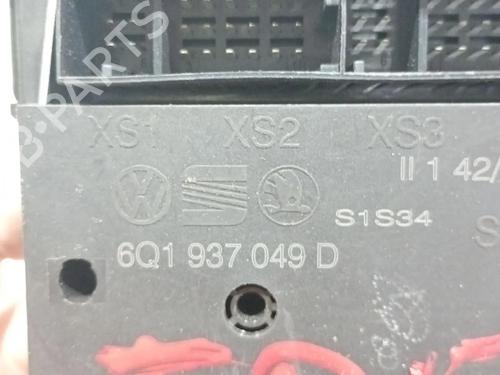 B-PARTS
XS1 XS2 XS3
II 1 42/
S1S34
S
6Q1 937 049 D